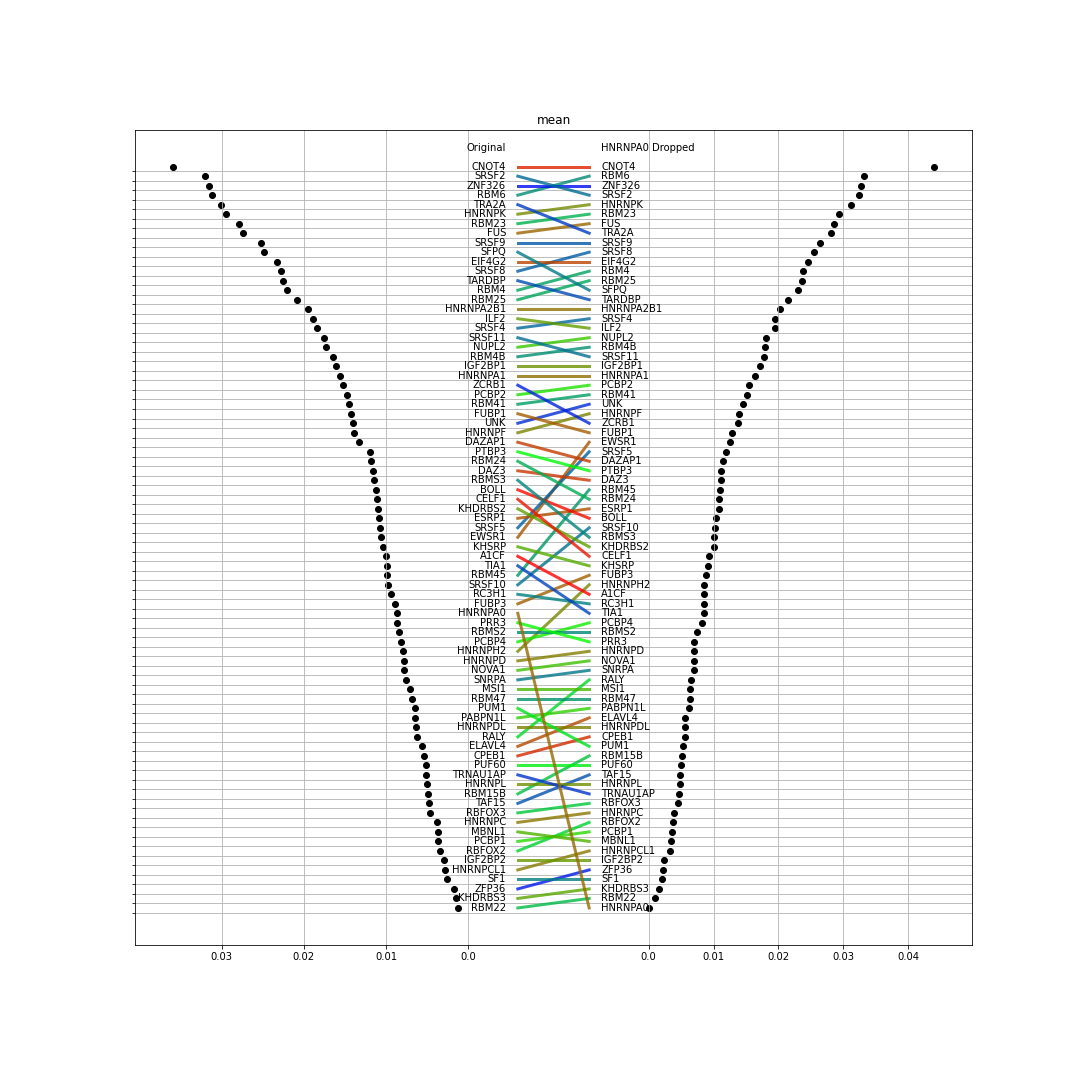 mean
Original HNRNPA0 Dropped
CNOT4 CNOT4
SRSF2 RBM6
ZNF326 ZNF326
RBM6 SRSF2
TRA2A HNRNPK
HNRNPK RBM23
RBM23 FUS
FUS TRA2A
SRSF9 SRSF9
SFPQ SRSF8
EIF4G2 EIF4G2
SRSF8 RBM4
TARDBP RBM25
RBM4 SFPQ
RBM25 TARDBP
HNRNPA2B1 HNRNPA2B1
ILF2 SRSF4
SRSF4 ILF2
SRSF11 NUPL2
NUPL2 RBM4B
RBM4B SRSF11
IGF2BP1 IGF2BP1
HNRNPA1 HNRNPA1
ZCRB1 PCBP2
PCBP2 RBM41
RBM41 UNK
FUBP1 HNRNPF
UNK ZCRB1
HNRNPF FUBP1
DAZAP1 EWSR1
PTBP3 SRSF5
RBM24 DAZAP1
DAZ3 PTBP3
RBMS3 DAZ3
BOLL RBM45
CELF1 RBM24
KHDRBS2 ESRP1
ESRP1 BOLL
SRSF5 SRSF10
EWSR1 RBMS3
KHSRP KHDRBS2
A1CF CELF1
TIA1 KHSRP
RBM45 FUBP3
SRSF10 HNRNPH2
RC3H1 A1CF
FUBP3 RC3H1
HNRNPA0 TIA1
PRR3 PCBP4
RBMS2 RBMS2
PCBP4 PRR3
HNRNPH2 HNRNPD
HNRNPD NOVA1
NOVA1 SNRPA
SNRPA RALY
MSI1 MSI1
RBM47 RBM47
PUM1 PABPN1L
PABPN1L ELAVL4
HNRNPDL HNRNPDL
RALY CPEB1
ELAVL4 PUM1
CPEB1 RBM15B
PUF60 PUF60
TRNAU1AP TAF15
HNRNPL HNRNPL
RBM15B TRNAU1AP
TAF15 RBFOX3
RBFOX3 HNRNPC
HNRNPC RBFOX2
MBNL1 PCBP1
PCBP1 MBNL1
RBFOX2 HNRNPCL1
IGF2BP2 IGF2BP2
HNRNPCL1 ZFP36
SF1 SF1
ZFP36 KHDRBS3
KHDRBS3 RBM22
RBM22 HNRNPA0
0.03 0.02 0.01 0.0 0.0 0.01 0.02 0.03 0.04